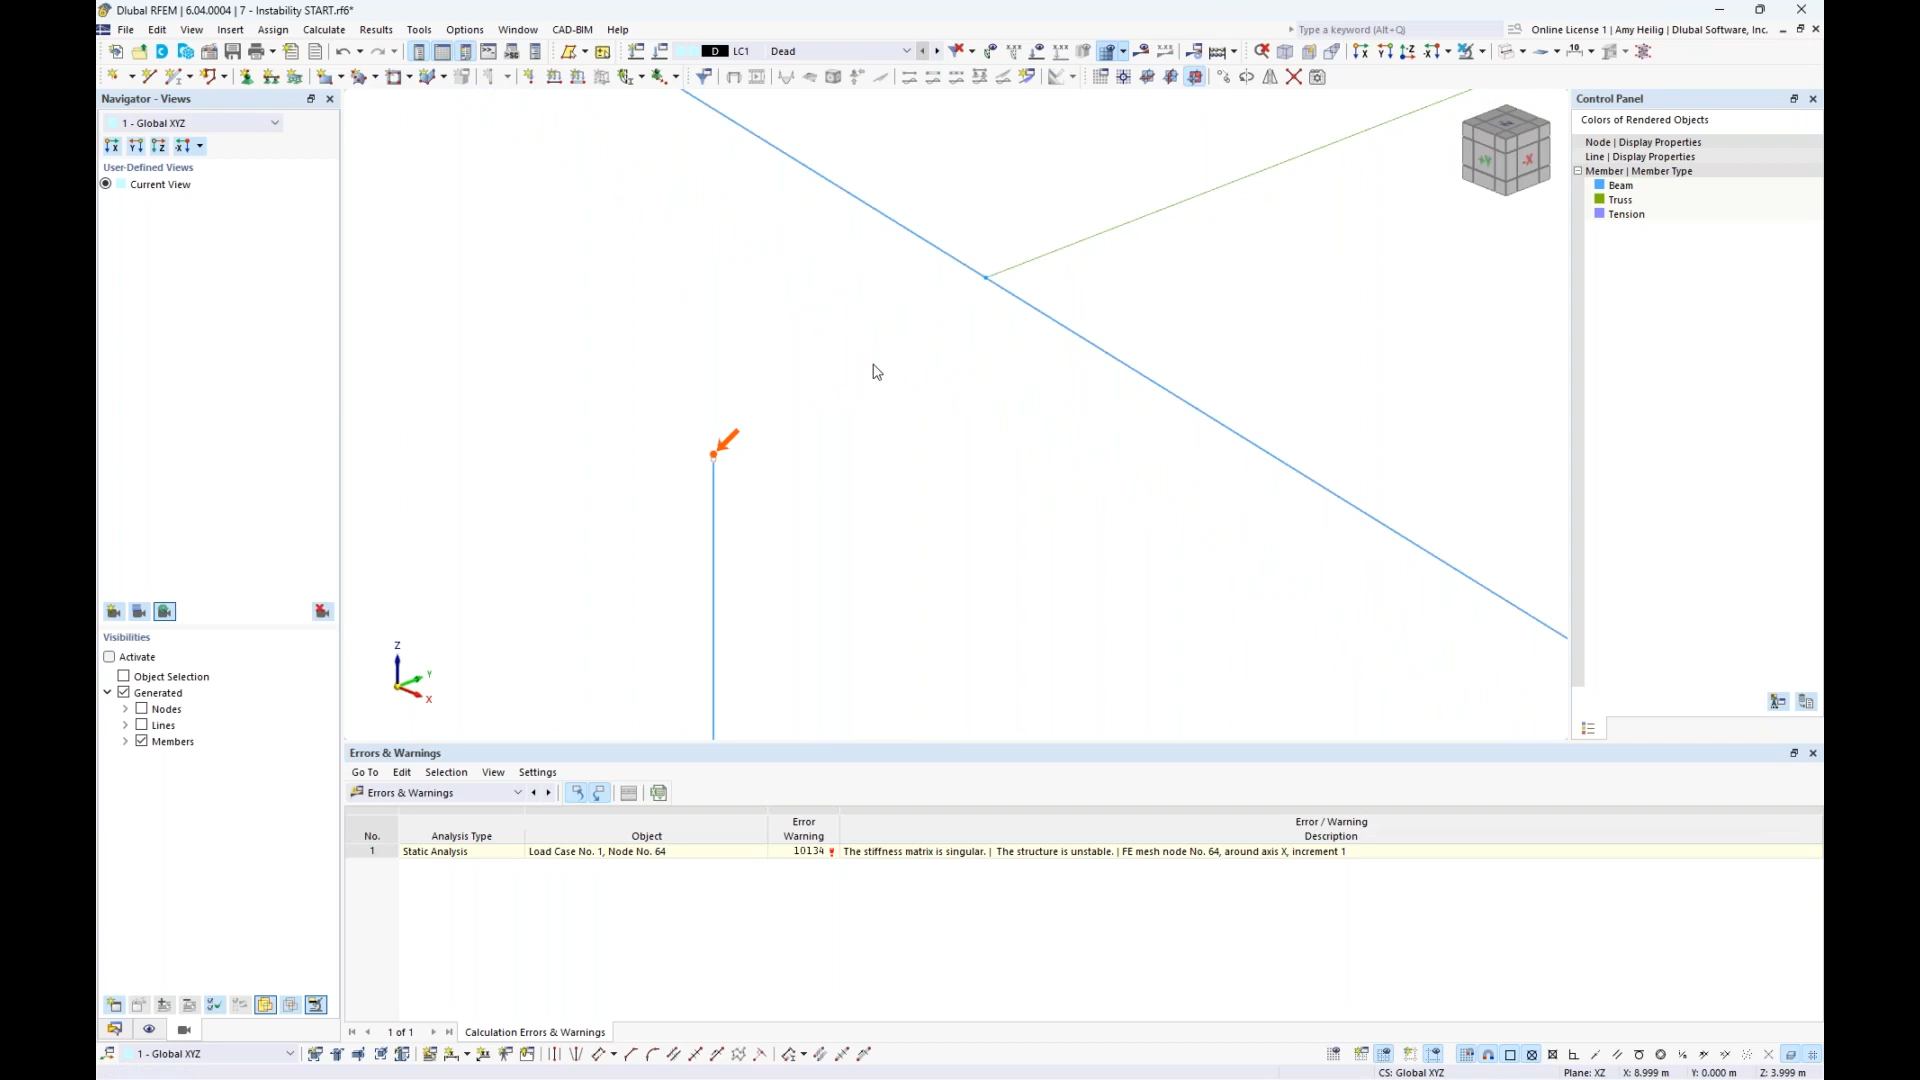 Dlubal RFEM | 6.04.0004 | 7 - Instability START.rf6*
File Edit View Insert Assign Calculate Results Tools Options Window CAD-BIM Help
Type a keyword (Alt+Q)
Online License 1 | Amy Heilig | Dlubal Software, Inc.
D LC1 Dead
Navigator - Views
1 - Global XYZ
User-Defined Views
Current View
+Y -X
Control Panel
Colors of Rendered Objects
Node | Display Properties
Line | Display Properties
Member | Member Type
Beam
Truss
Tension
Visibilities
Activate
Object Selection
Generated
Nodes
Lines
Members
Z
Y
X
Errors & Warnings
Go To Edit Selection View Settings
Errors & Warnings
No. Analysis Type Object Error Warning Error / Warning Description
1 Static Analysis Load Case No. 1, Node No. 64 10134 The stiffness matrix is singular. | The structure is unstable. | FE mesh node No. 64, around axis X, increment 1
1 of 1 Calculation Errors & Warnings
1 - Global XYZ
CS: Global XYZ Plane: XZ X: 8.999 m Y: 0.000 m Z: 3.999 m